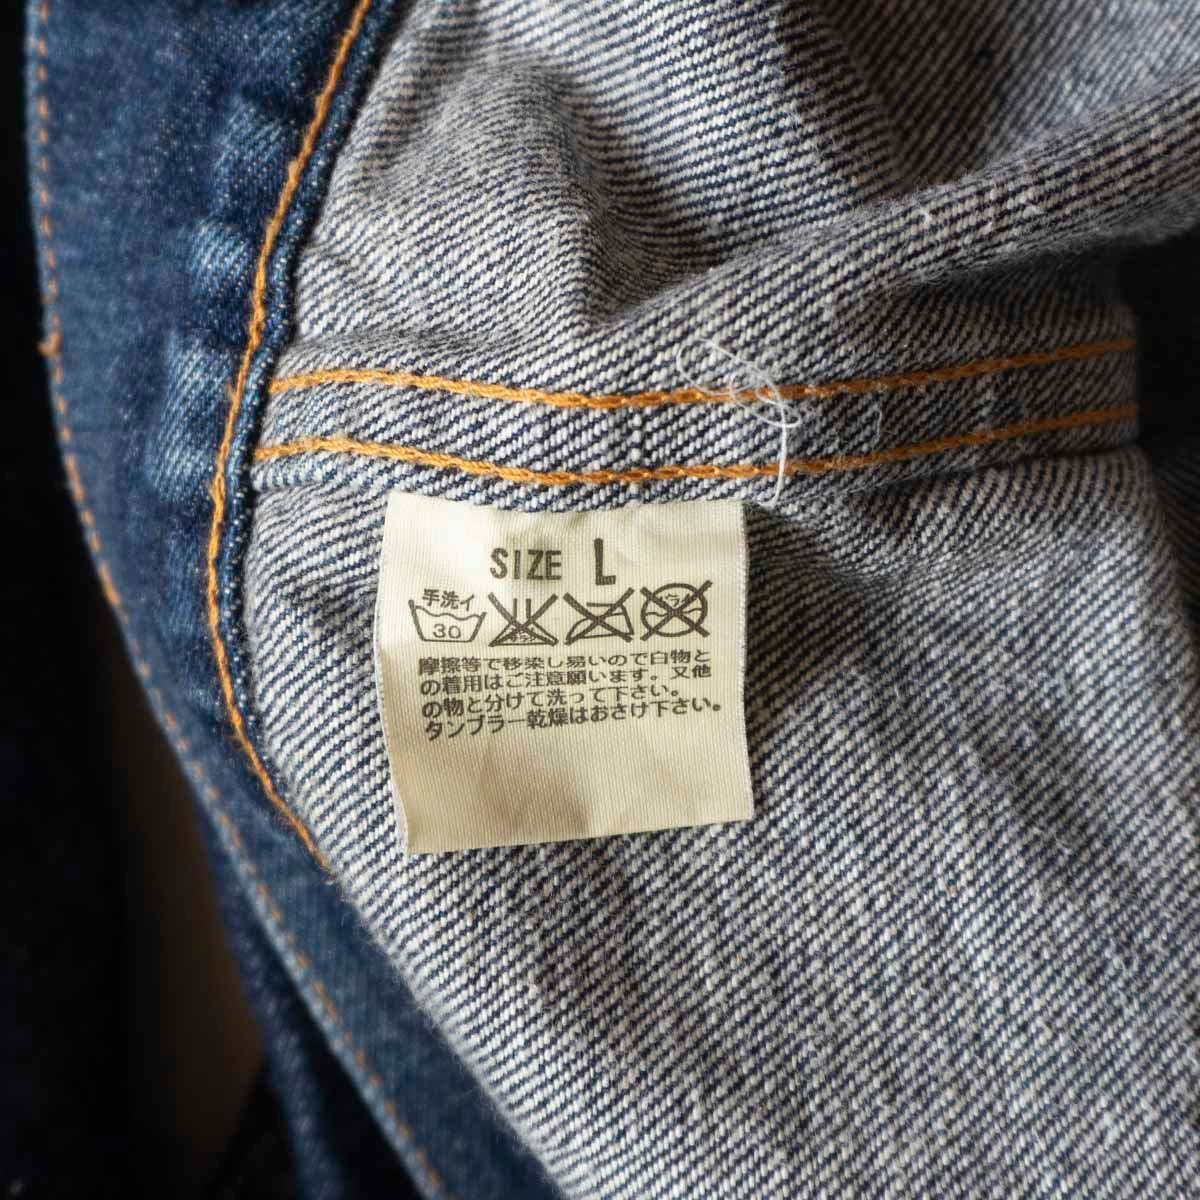 SIZE L
手洗イ
30
摩擦等で移染し易いので白物と
の着用はご注意願います。又他
の物と分けて洗って下さい。
タンブラー乾燥はおさけ下さい。